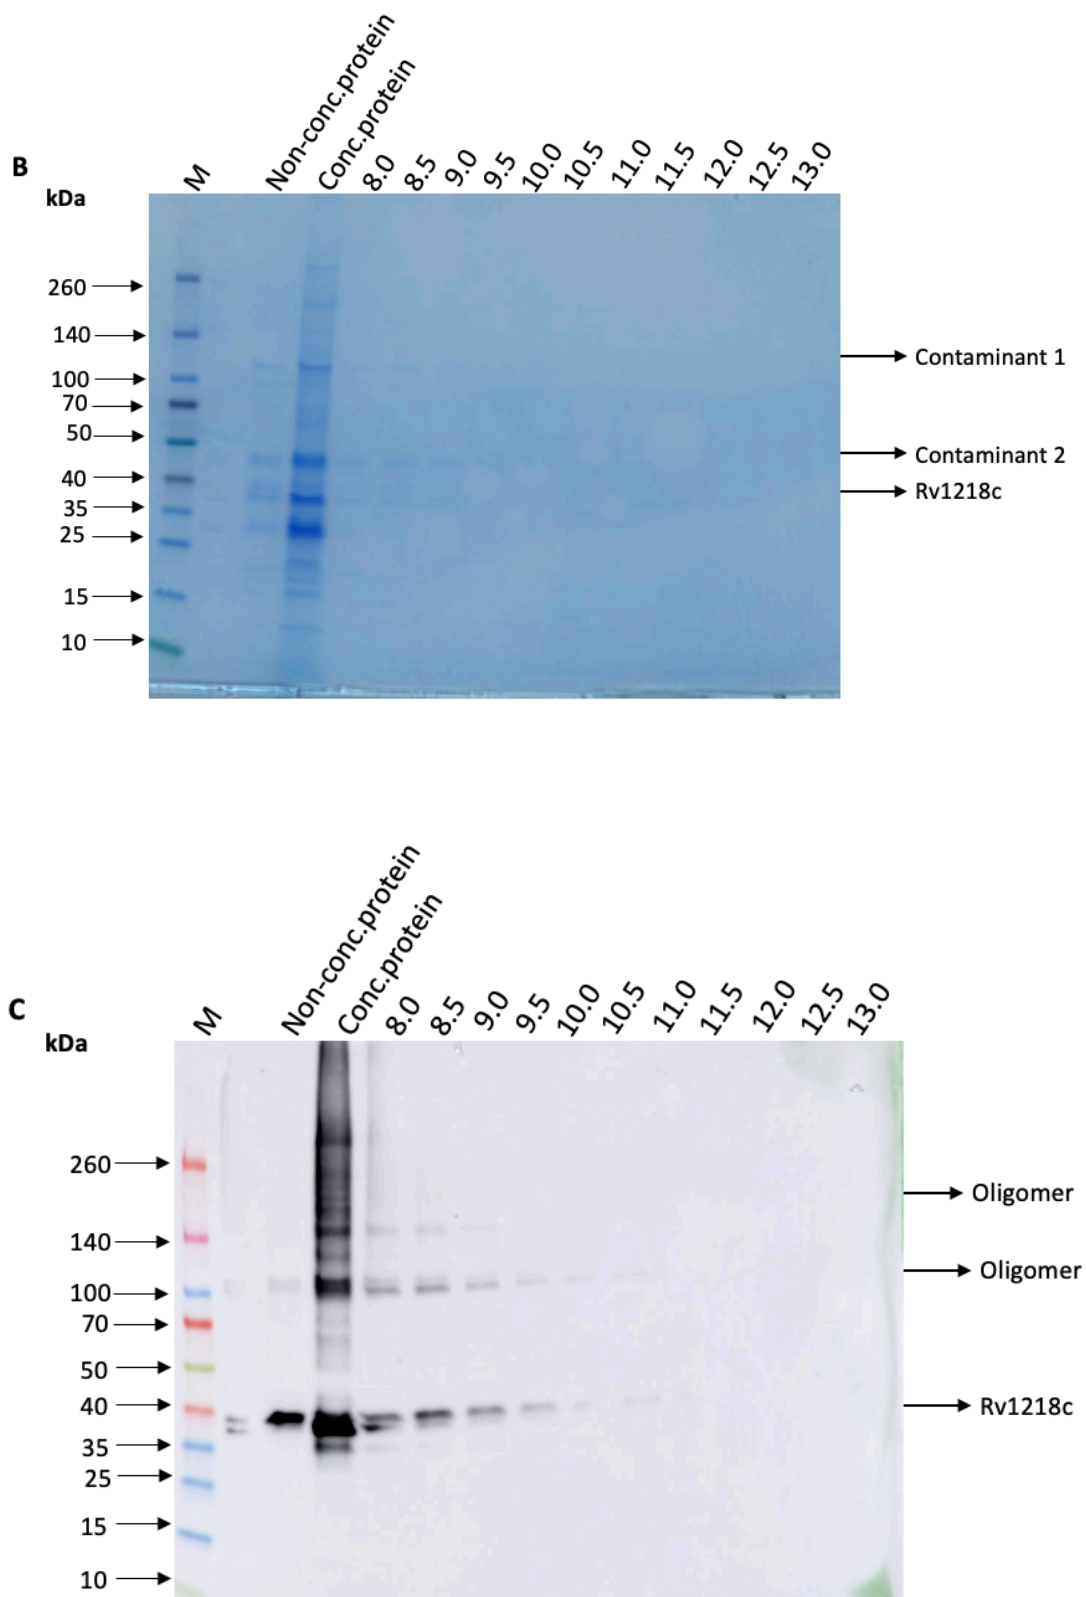 B
kDa
M
Non-conc.protein
Conc.protein
8.0
8.5
9.0
9.5
10.0
10.5
11.0
11.5
12.0
12.5
13.0
260
140
100
70
50
40
35
25
15
10
Contaminant 1
Contaminant 2
Rv1218c
C
kDa
M
Non-conc.protein
Conc.protein
8.0
8.5
9.0
9.5
10.0
10.5
11.0
11.5
12.0
12.5
13.0
260
140
100
70
50
40
35
25
15
10
Oligomer
Oligomer
Rv1218c